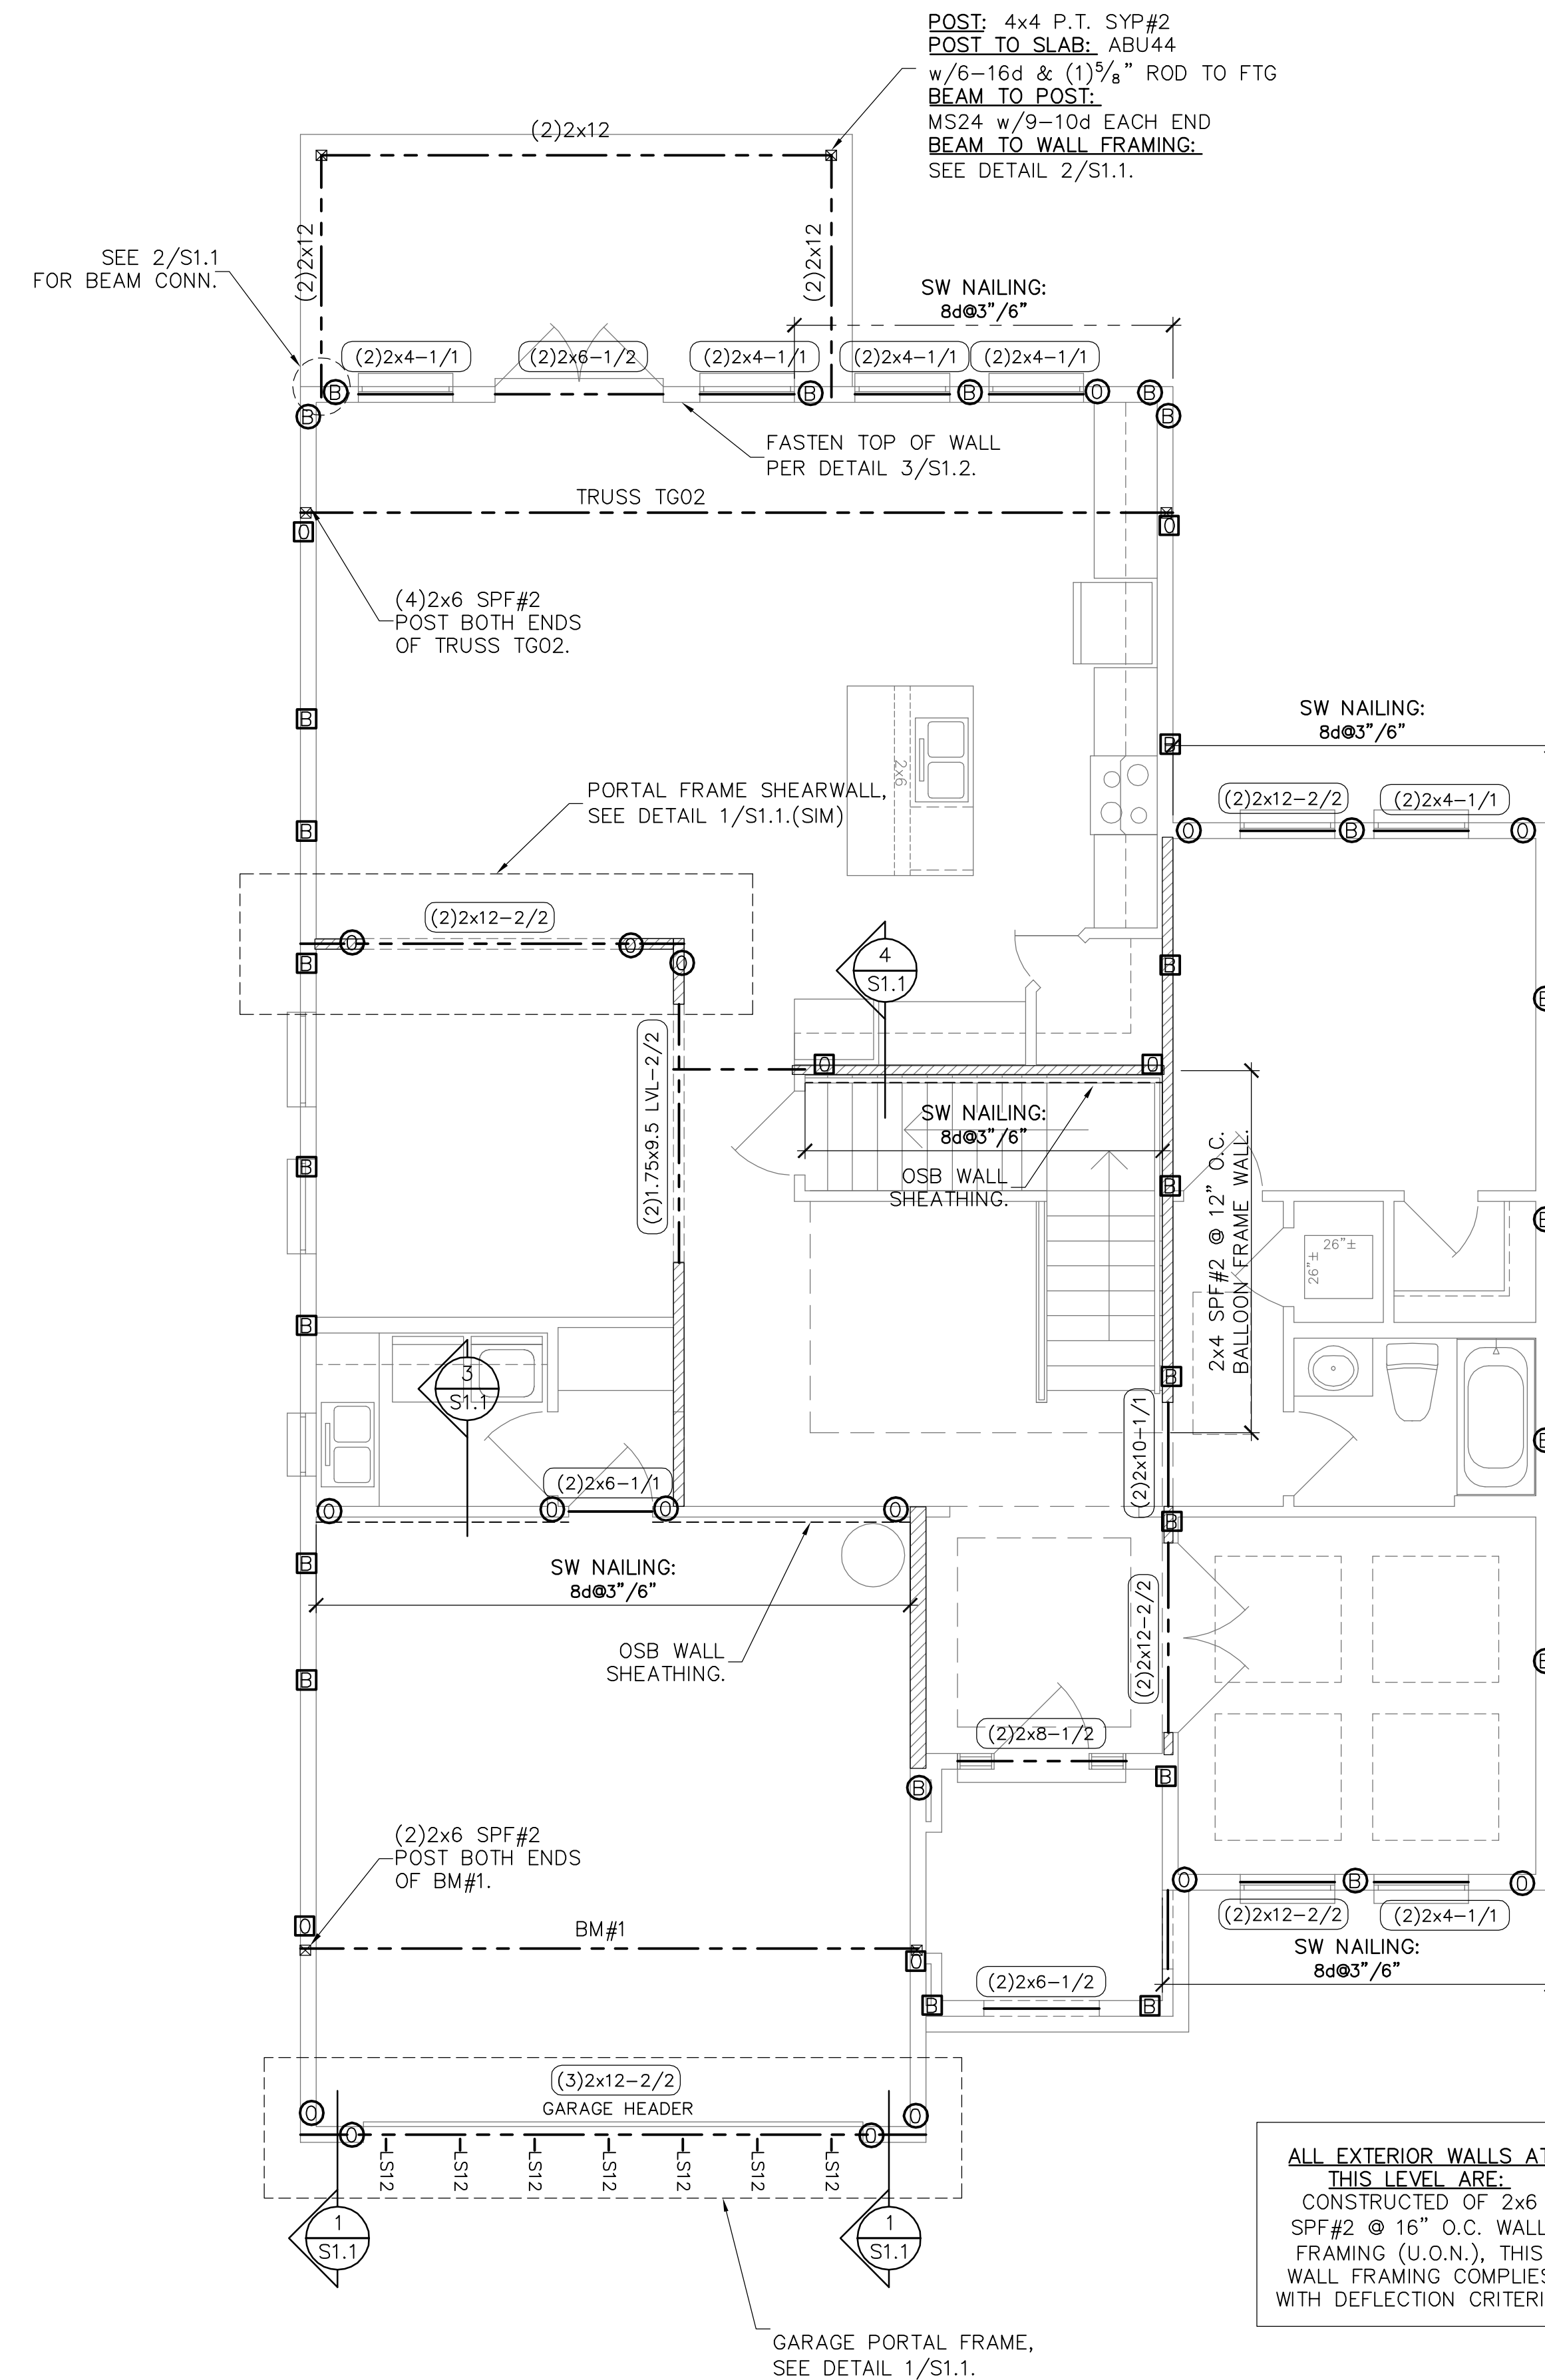 POST: 4x4 P.T. SYP#2
POST TO SLAB: ABU44
w/6-16d & (1)5/8" ROD TO FTG
BEAM TO POST:
MS24 w/9-10d EACH END
BEAM TO WALL FRAMING:
SEE DETAIL 2/S1.1.
(2)2x12
SEE 2/S1.1
FOR BEAM CONN.
(2)2x12
(2)2x12
SW NAILING:
8d@3"/6"
(2)2x4-1/1
(2)2x6-1/2
(2)2x4-1/1
(2)2x4-1/1
(2)2x4-1/1
B
B
B
O
B
B
B
FASTEN TOP OF WALL
PER DETAIL 3/S1.2.
TRUSS TG02
O
O
(4)2x6 SPF#2
POST BOTH ENDS
OF TRUSS TG02.
B
B
SW NAILING:
8d@3"/6"
2x6
PORTAL FRAME SHEARWALL,
SEE DETAIL 1/S1.1.(SIM)
(2)2x12-2/2
(2)2x4-1/1
B
O
B
O
(2)2x12-2/2
O
O
O
B
B
4
S1.1
(2)1.75x9.5 LVL-2/2
O
O
SW NAILING:
8d@3"/6"
OSB WALL
SHEATHING.
B
B
2x4 SPF#2 @ 12" O.C.
BALLOON FRAME WALL.
26"±
26"±
B
B
3
S1.1
(2)2x10-1/1
(2)2x6-1/1
O
O
O
O
B
B
SW NAILING:
8d@3"/6"
OSB WALL
SHEATHING.
B
(2)2x12-2/2
(2)2x8-1/2
B
B
(2)2x6 SPF#2
POST BOTH ENDS
OF BM#1.
O
B
O
(2)2x12-2/2
(2)2x4-1/1
O
BM#1
O
SW NAILING:
8d@3"/6"
(2)2x6-1/2
B
B
(3)2x12-2/2
GARAGE HEADER
O
O
O
O
LS12
LS12
LS12
LS12
LS12
LS12
LS12
1
S1.1
1
S1.1
ALL EXTERIOR WALLS AT
THIS LEVEL ARE:
CONSTRUCTED OF 2x6
SPF#2 @ 16" O.C. WALL
FRAMING (U.O.N.), THIS
WALL FRAMING COMPLIES
WITH DEFLECTION CRITERI
GARAGE PORTAL FRAME,
SEE DETAIL 1/S1.1.